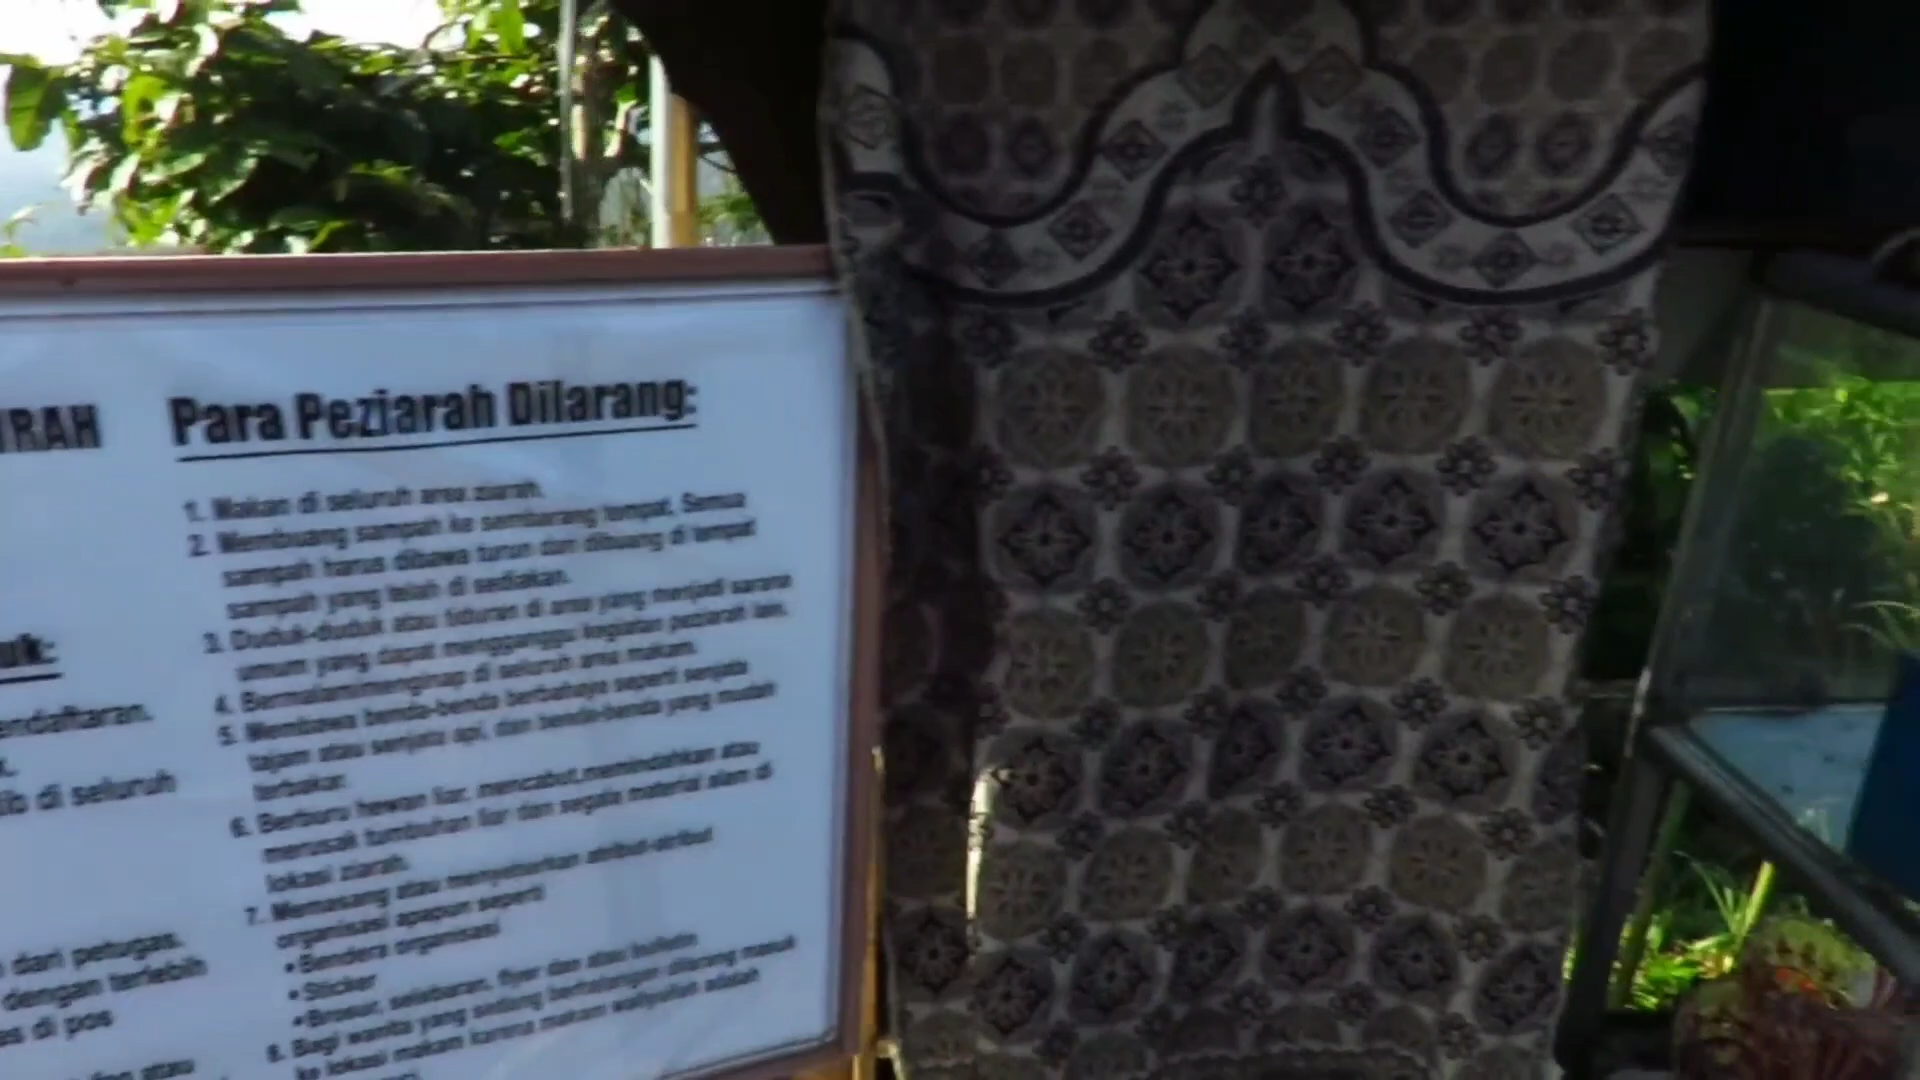 RAH
uk:
endaftaran.
k.
ib di seluruh
dari petugas.
dengan terlebih
es di pos
atau
Para Peziarah Dilarang:
1. Makan di seluruh area ziarah.
2. Membuang sampah ke sembarang tempat. Semua
sampah harus dibawa turun dan dibuang di tempat
sampah yang telah di sediakan.
3. Duduk-duduk atau tiduran di area yang menjadi sarana
umum yang dapat mengganggu kegiatan peziarah lain.
4. di seluruh area makam.
5. Membawa benda-benda berbahaya seperti senjata
tajam atau senjata api, dan benda-benda yang mudah
terbakar.
6. Berburu hewan liar, mencabut,memindahkan atau
merusak tumbuhan liar dan segala material alam di
lokasi ziarah.
7. Memasang atau menyebarkan atribut-atribut
organisasi apapun seperti
• Bendera organisasi
• Sticker
• Brosur, selebaran, flyer dan atau buletin
8. Bagi wanita yang sedang berhalangan dilarang masuk
ke lokasi makam karena makam waliyullah adalah